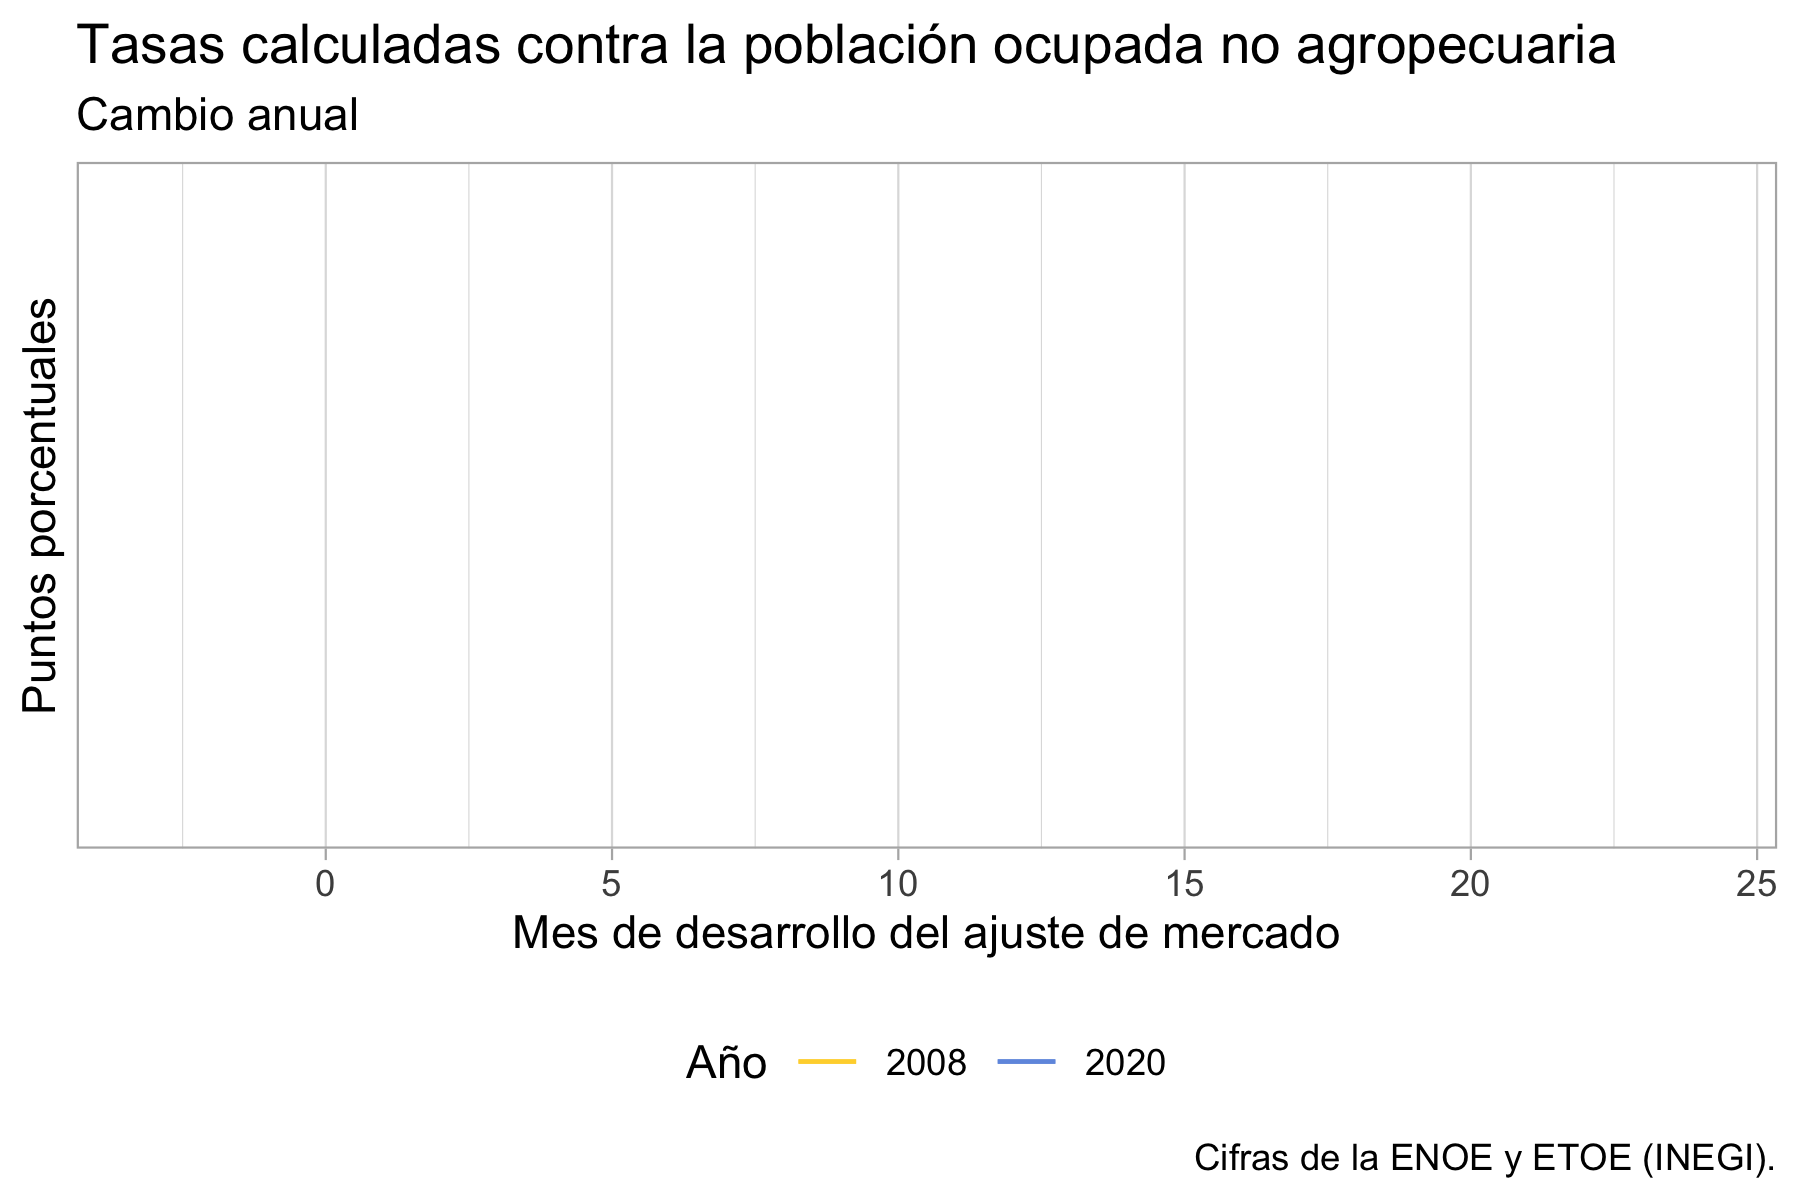 Tasas calculadas contra la población ocupada no agropecuaria
Cambio anual
Puntos porcentuales
0 5 10 15 20 25
Mes de desarrollo del ajuste de mercado
Año 2008 2020
Cifras de la ENOE y ETOE (INEGI).